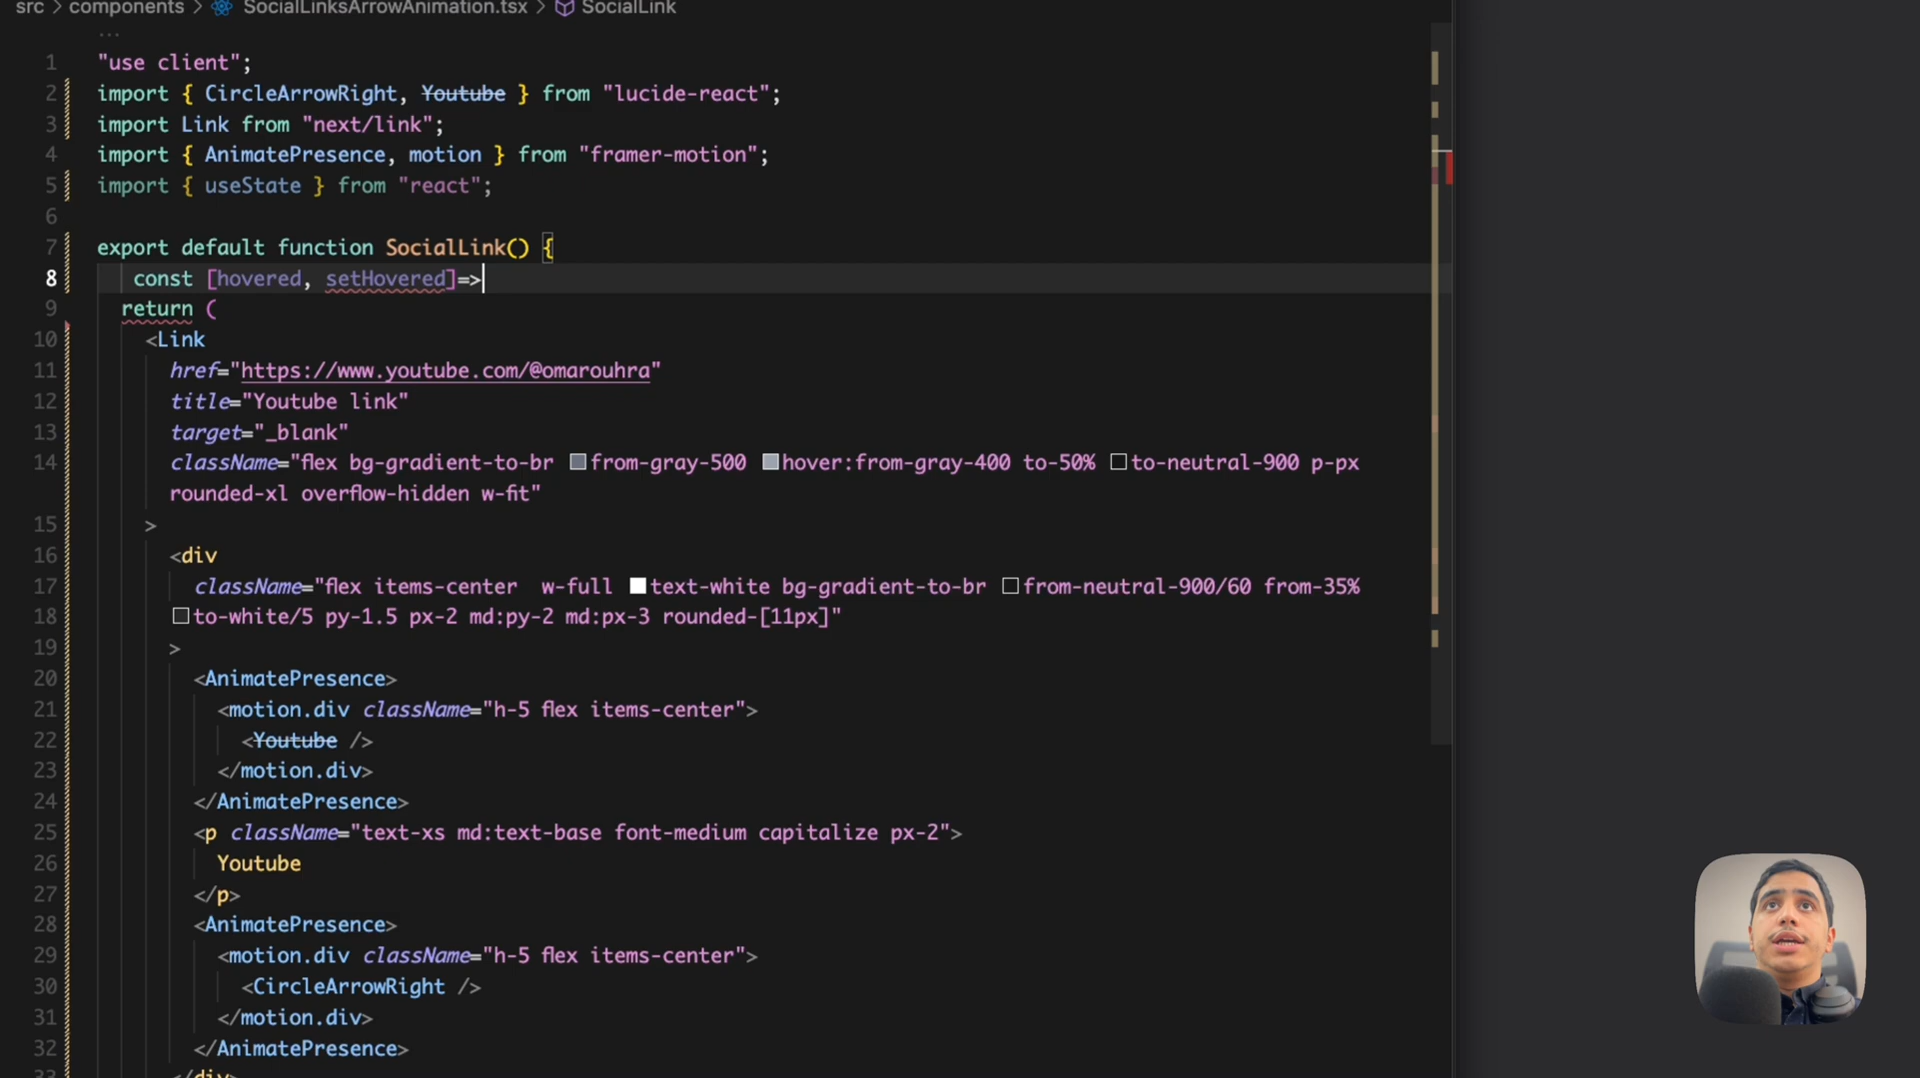 src > components > SocialLinksArrowAnimation.tsx > SocialLink
...
1 "use client";
2 import { CircleArrowRight, Youtube } from "lucide-react";
3 import Link from "next/link";
4 import { AnimatePresence, motion } from "framer-motion";
5 import { useState } from "react";
6
7 export default function SocialLink() {
8 const [hovered, setHovered]=>
9 return (
10 <Link
11 href="https://www.youtube.com/@omarouhra"
12 title="Youtube link"
13 target="_blank"
14 className="flex bg-gradient-to-br from-gray-500 hover:from-gray-400 to-50% to-neutral-900 p-px
rounded-xl overflow-hidden w-fit"
15 >
16 <div
17 className="flex items-center  w-full text-white bg-gradient-to-br from-neutral-900/60 from-35%
18 to-white/5 py-1.5 px-2 md:py-2 md:px-3 rounded-[11px]"
19 >
20 <AnimatePresence>
21 <motion.div className="h-5 flex items-center">
22 <Youtube />
23 </motion.div>
24 </AnimatePresence>
25 <p className="text-xs md:text-base font-medium capitalize px-2">
26 Youtube
27 </p>
28 <AnimatePresence>
29 <motion.div className="h-5 flex items-center">
30 <CircleArrowRight />
31 </motion.div>
32 </AnimatePresence>
33 </div>